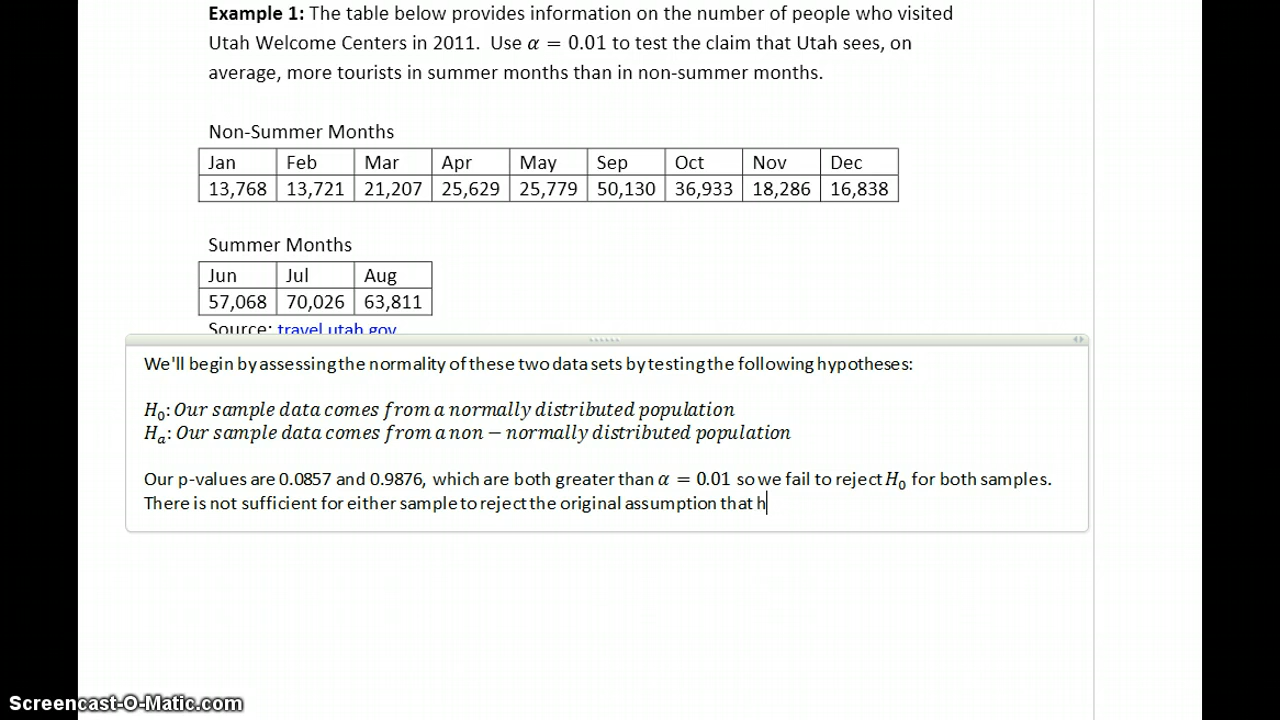 Example 1: The table below provides information on the number of people who visited
Utah Welcome Centers in 2011. Use α = 0.01 to test the claim that Utah sees, on
average, more tourists in summer months than in non-summer months.
Non-Summer Months
Jan Feb Mar Apr May Sep Oct Nov Dec
13,768 13,721 21,207 25,629 25,779 50,130 36,933 18,286 16,838
Summer Months
Jun Jul Aug
57,068 70,026 63,811
Source: travel.utah.gov
We'll begin by assessing the normality of these two data sets by testing the following hypotheses:
H₀: Our sample data comes from a normally distributed population
Hₐ: Our sample data comes from a non − normally distributed population
Our p-values are 0.0857 and 0.9876, which are both greater than α = 0.01 so we fail to reject H₀ for both samples.
There is not sufficient for either sample to reject the original assumption that h
Screencast-O-Matic.com